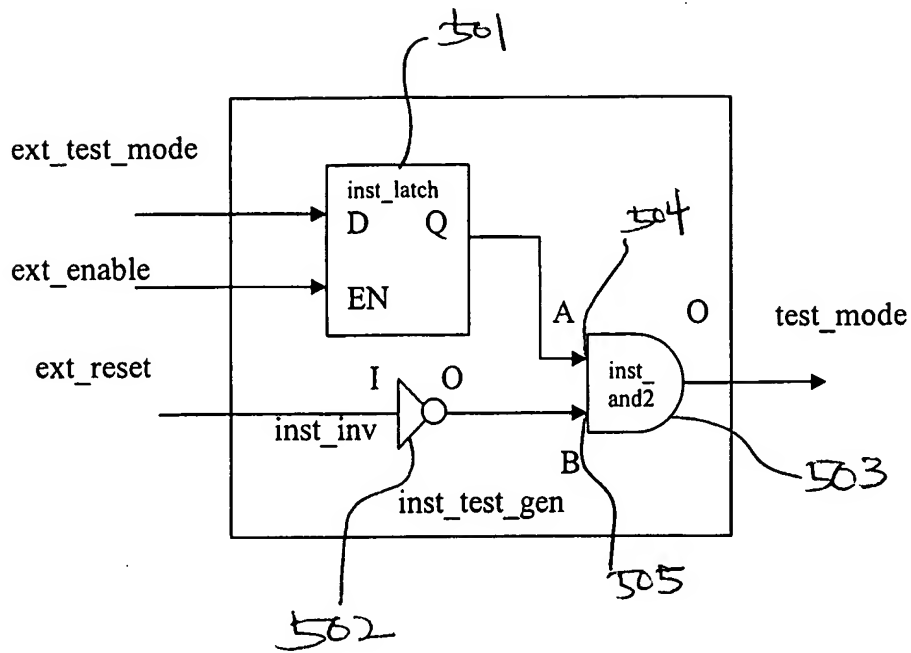 501
ext_test_mode
inst_latch
D Q
504
ext_enable
EN
A O
test_mode
ext_reset
I O
inst_
and2
inst_inv
B
503
inst_test_gen
505
502